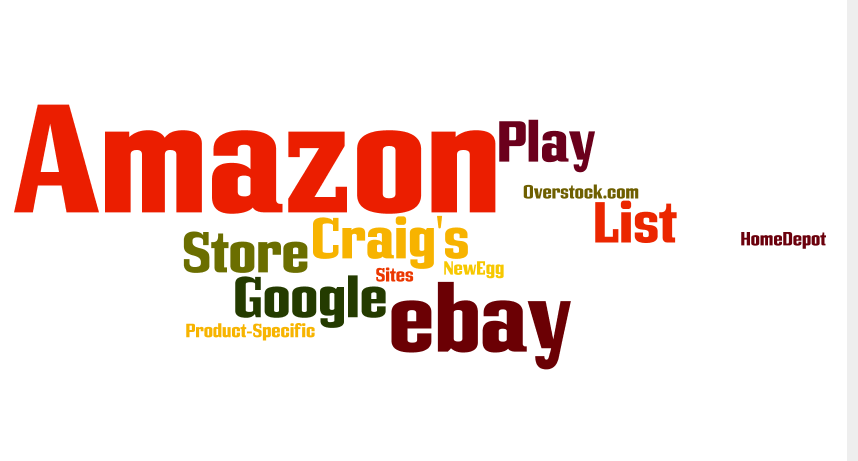 Amazon
Play
Overstock.com
List
HomeDepot
Craig's
Store
NewEgg
Sites
Google
ebay
Product-Specific